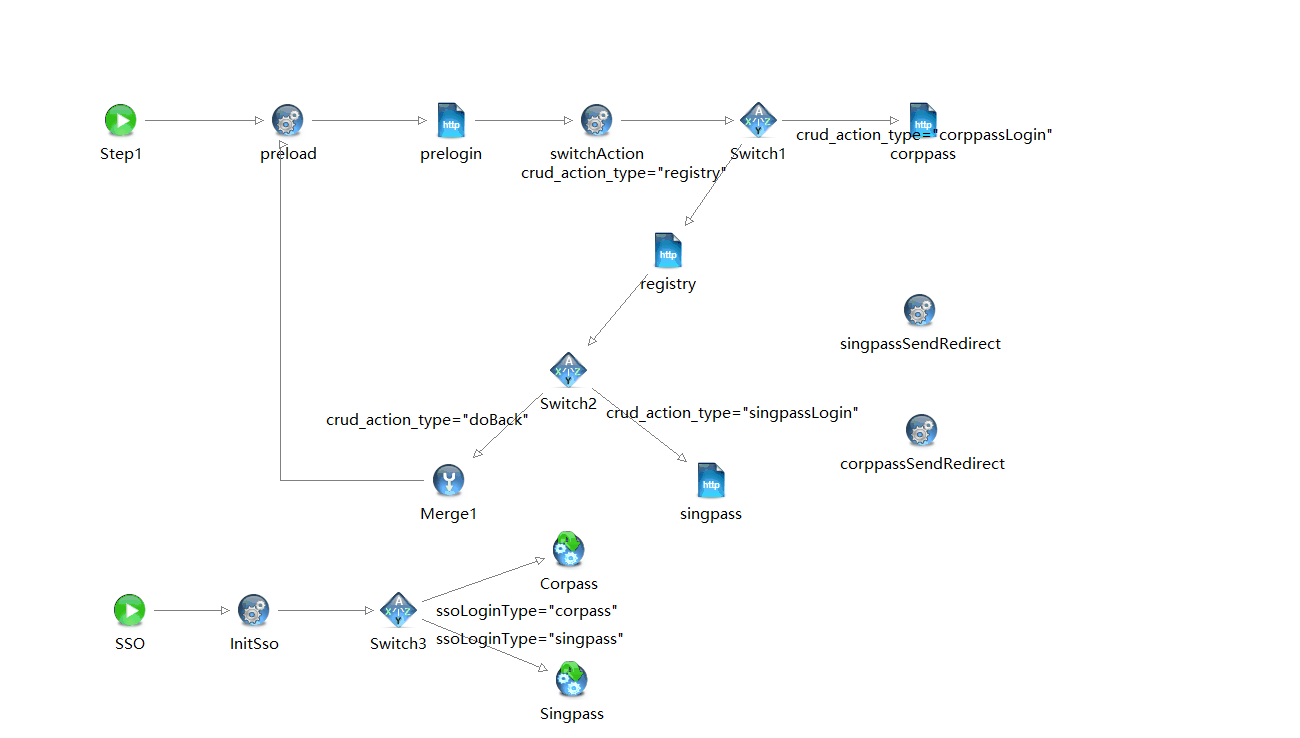 http
http
crud_action_type="corppassLogin"
Step1
preload
prelogin
switchAction
Switch1
corppass
crud_action_type="registry"
http
registry
singpassSendRedirect
Switch2
crud_action_type="doBack"
crud_action_type="singpassLogin"
corppassSendRedirect
http
Merge1
singpass
Corpass
ssoLoginType="corpass"
SSO
InitSso
Switch3
ssoLoginType="singpass"
Singpass